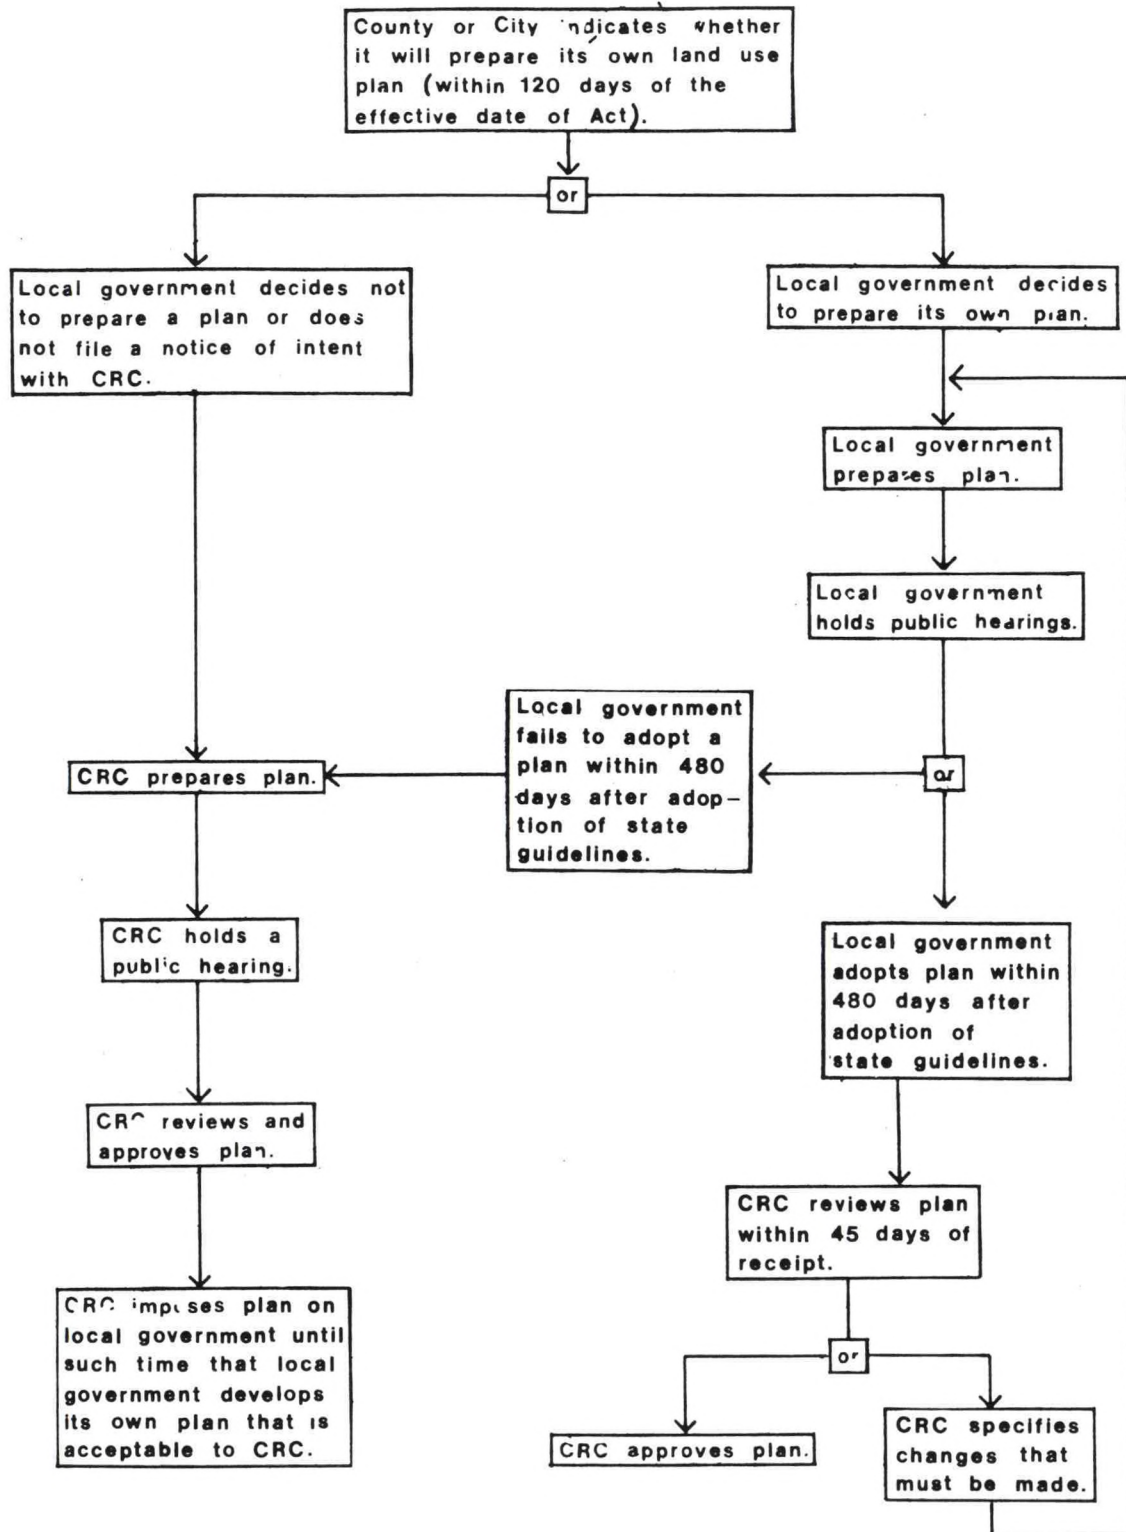 County or City indicates whether
it will prepare its own land use
plan (within 120 days of the
effective date of Act).
or
Local government decides not
to prepare a plan or does
not file a notice of intent
with CRC.
Local government decides
to prepare its own plan.
Local government
prepares plan.
Local government
holds public hearings.
or
Local government
fails to adopt a
plan within 480
days after adop-
tion of state
guidelines.
CRC prepares plan.
CRC holds a
public hearing.
Local government
adopts plan within
480 days after
adoption of
state guidelines.
CRC reviews and
approves plan.
CRC reviews plan
within 45 days of
receipt.
CRC imposes plan on
local government until
such time that local
government develops
its own plan that is
acceptable to CRC.
or
CRC approves plan.
CRC specifies
changes that
must be made.